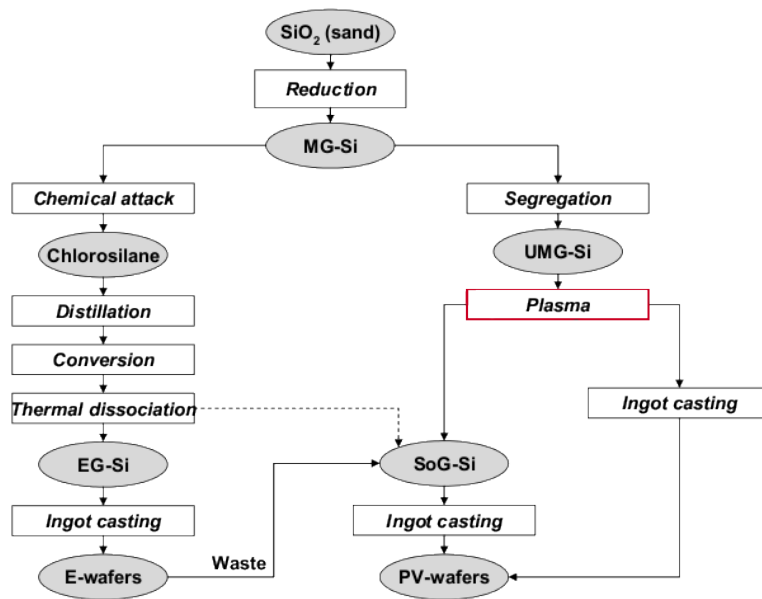 SiO2 (sand)
Reduction
MG-Si
Chemical attack
Segregation
Chlorosilane
UMG-Si
Distillation
Plasma
Conversion
Thermal dissociation
Ingot casting
EG-Si
SoG-Si
Ingot casting
Ingot casting
Waste
E-wafers
PV-wafers